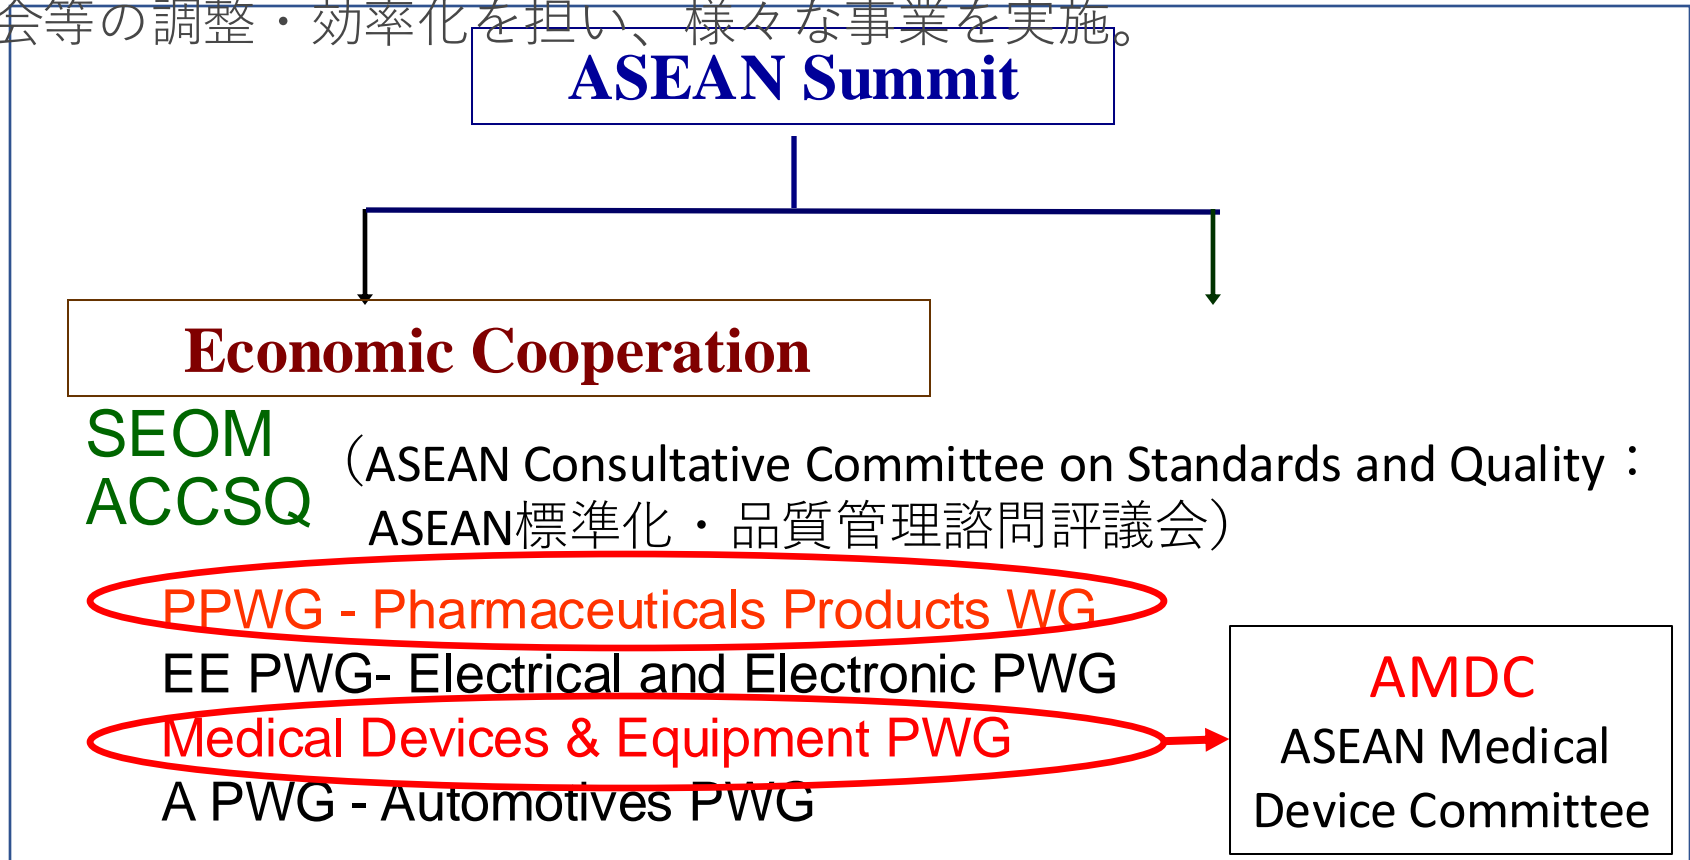 会等の調整・効率化を担い、様々な事業を実施。
ASEAN Summit
Economic Cooperation
SEOM
ACCSQ
（ASEAN Consultative Committee on Standards and Quality：
ASEAN標準化・品質管理諮問評議会）
PPWG - Pharmaceuticals Products WG
EE PWG- Electrical and Electronic PWG
Medical Devices & Equipment PWG
A PWG - Automotives PWG
AMDC
ASEAN Medical
Device Committee